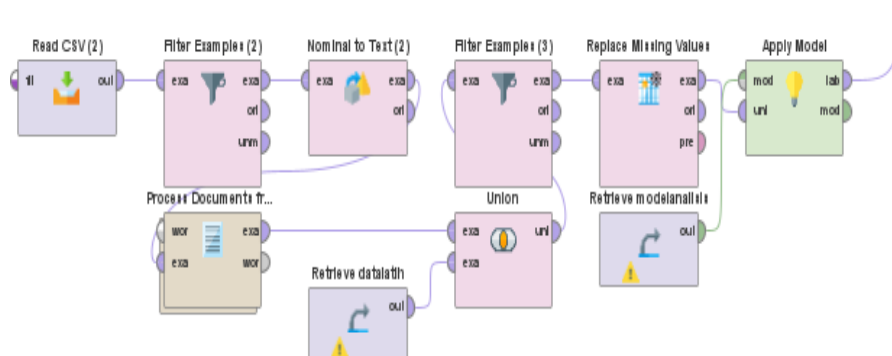 Read CSV (2)
fil
out
Filter Examples (2)
exa
exa
ori
unm
Nominal to Text (2)
exa
exa
ori
Filter Examples (3)
exa
exa
ori
unm
Replace Missing Values
exa
exa
ori
pre
Apply Model
mod
lab
unl
mod
Process Documents fr...
wor
exa
exa
wor
Retrieve datalatih
out
Union
exa
uni
exa
Retrieve modelanalisis
out